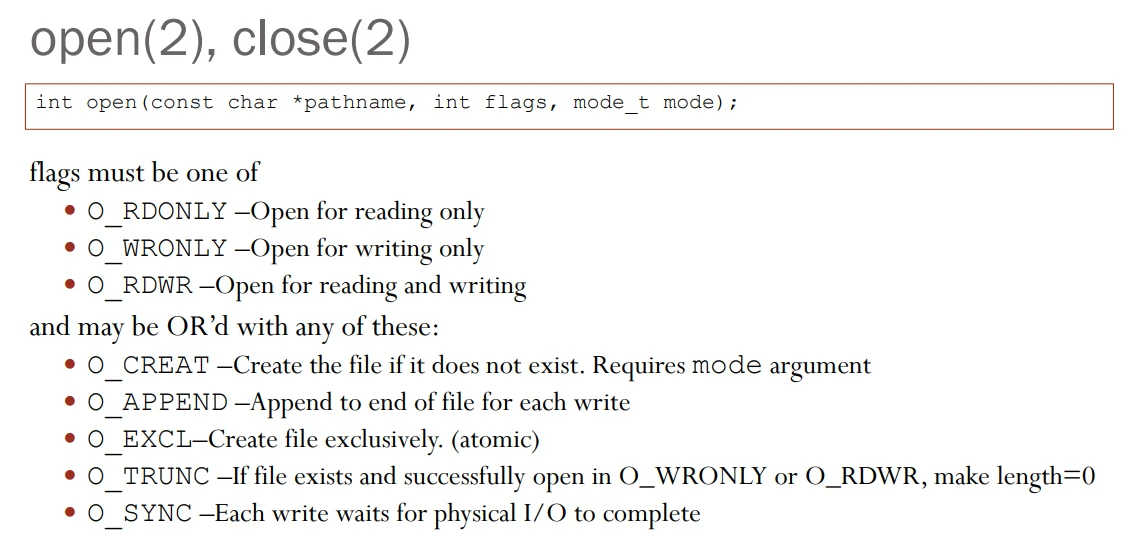 open(2), close(2)
int open(const char *pathname, int flags, mode_t mode);
flags must be one of
• O_RDONLY –Open for reading only
• O_WRONLY –Open for writing only
• O_RDWR –Open for reading and writing
and may be OR’d with any of these:
• O_CREAT –Create the file if it does not exist. Requires mode argument
• O_APPEND –Append to end of file for each write
• O_EXCL–Create file exclusively. (atomic)
• O_TRUNC –If file exists and successfully open in O_WRONLY or O_RDWR, make length=0
• O_SYNC –Each write waits for physical I/O to complete